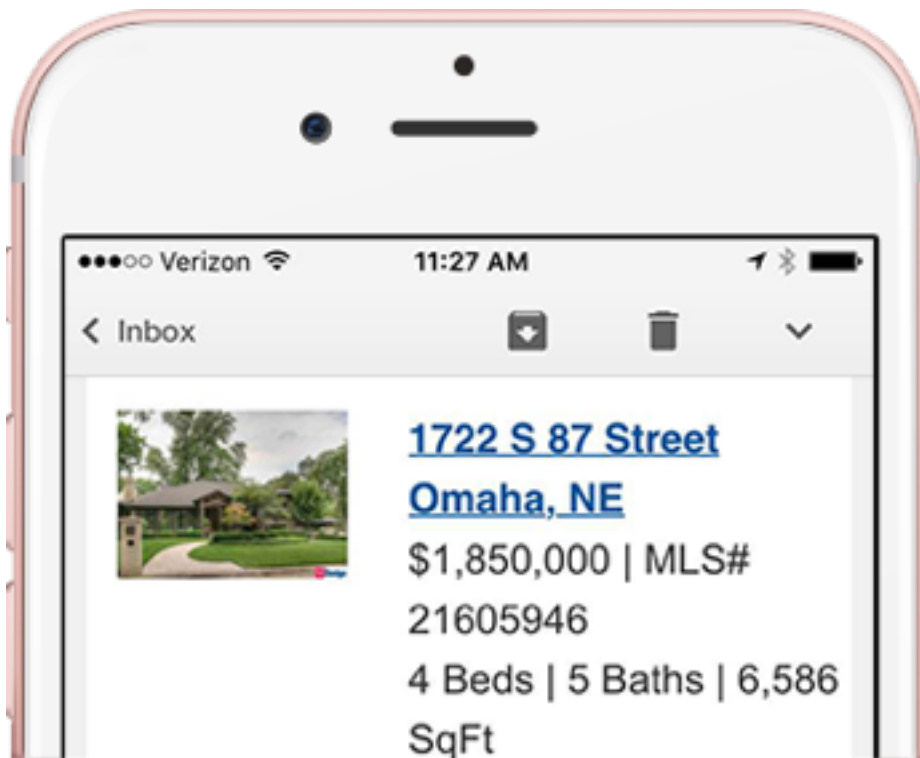 Verizon
11:27 AM
Inbox
1722 S 87 Street
Omaha, NE
$1,850,000 | MLS#
21605946
4 Beds | 5 Baths | 6,586
SqFt